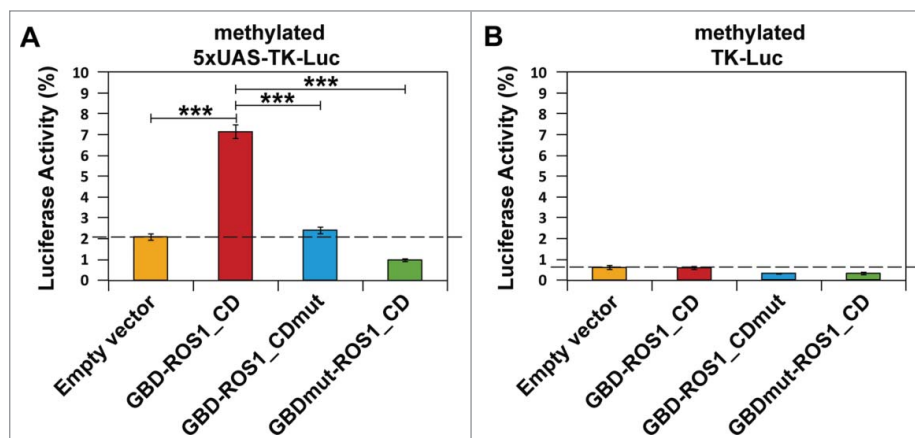 A
methylated
5xUAS-TK-Luc
Luciferase Activity (%)
10
9
8
7
6
5
4
3
2
1
0
***
***
***
Empty vector
GBD-ROS1_CD
GBD-ROS1_CDmut
GBDmut-ROS1_CD
B
methylated
TK-Luc
Luciferase Activity (%)
10
9
8
7
6
5
4
3
2
1
0
Empty vector
GBD-ROS1_CD
GBD-ROS1_CDmut
GBDmut-ROS1_CD